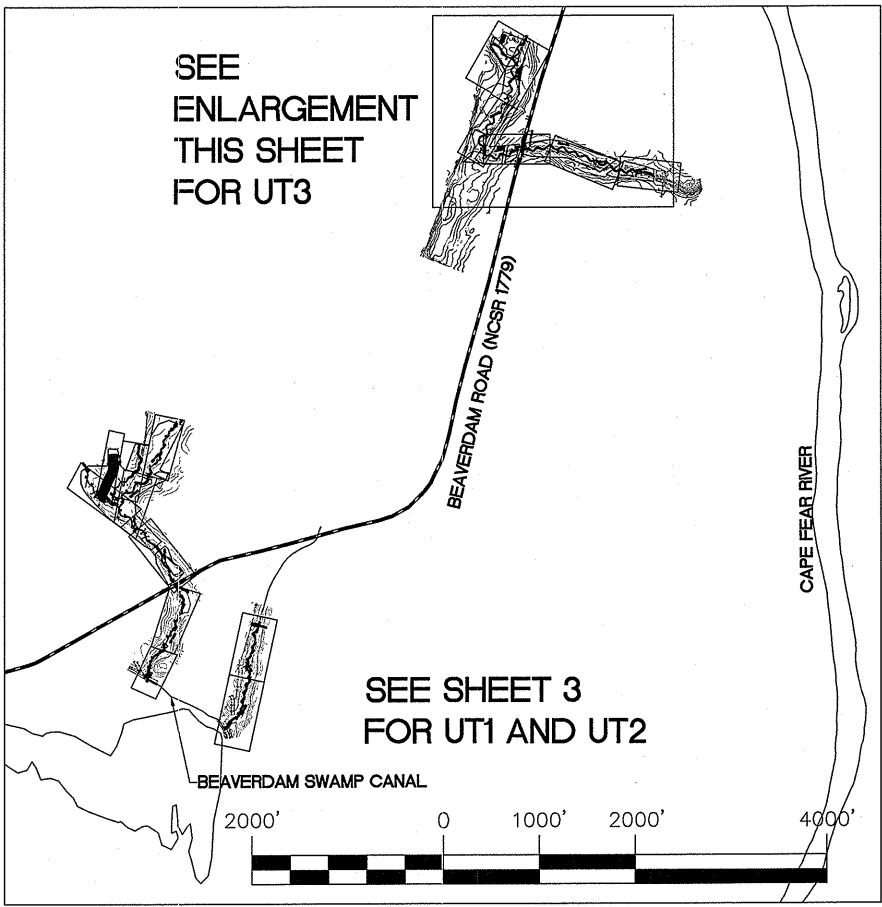 SEE
ENLARGEMENT
THIS SHEET
FOR UT3
BEAVERDAM ROAD (NCSR 1779)
CAPE FEAR RIVER
SEE SHEET 3
FOR UT1 AND UT2
BEAVERDAM SWAMP CANAL
2000' 0 1000' 2000' 4000'